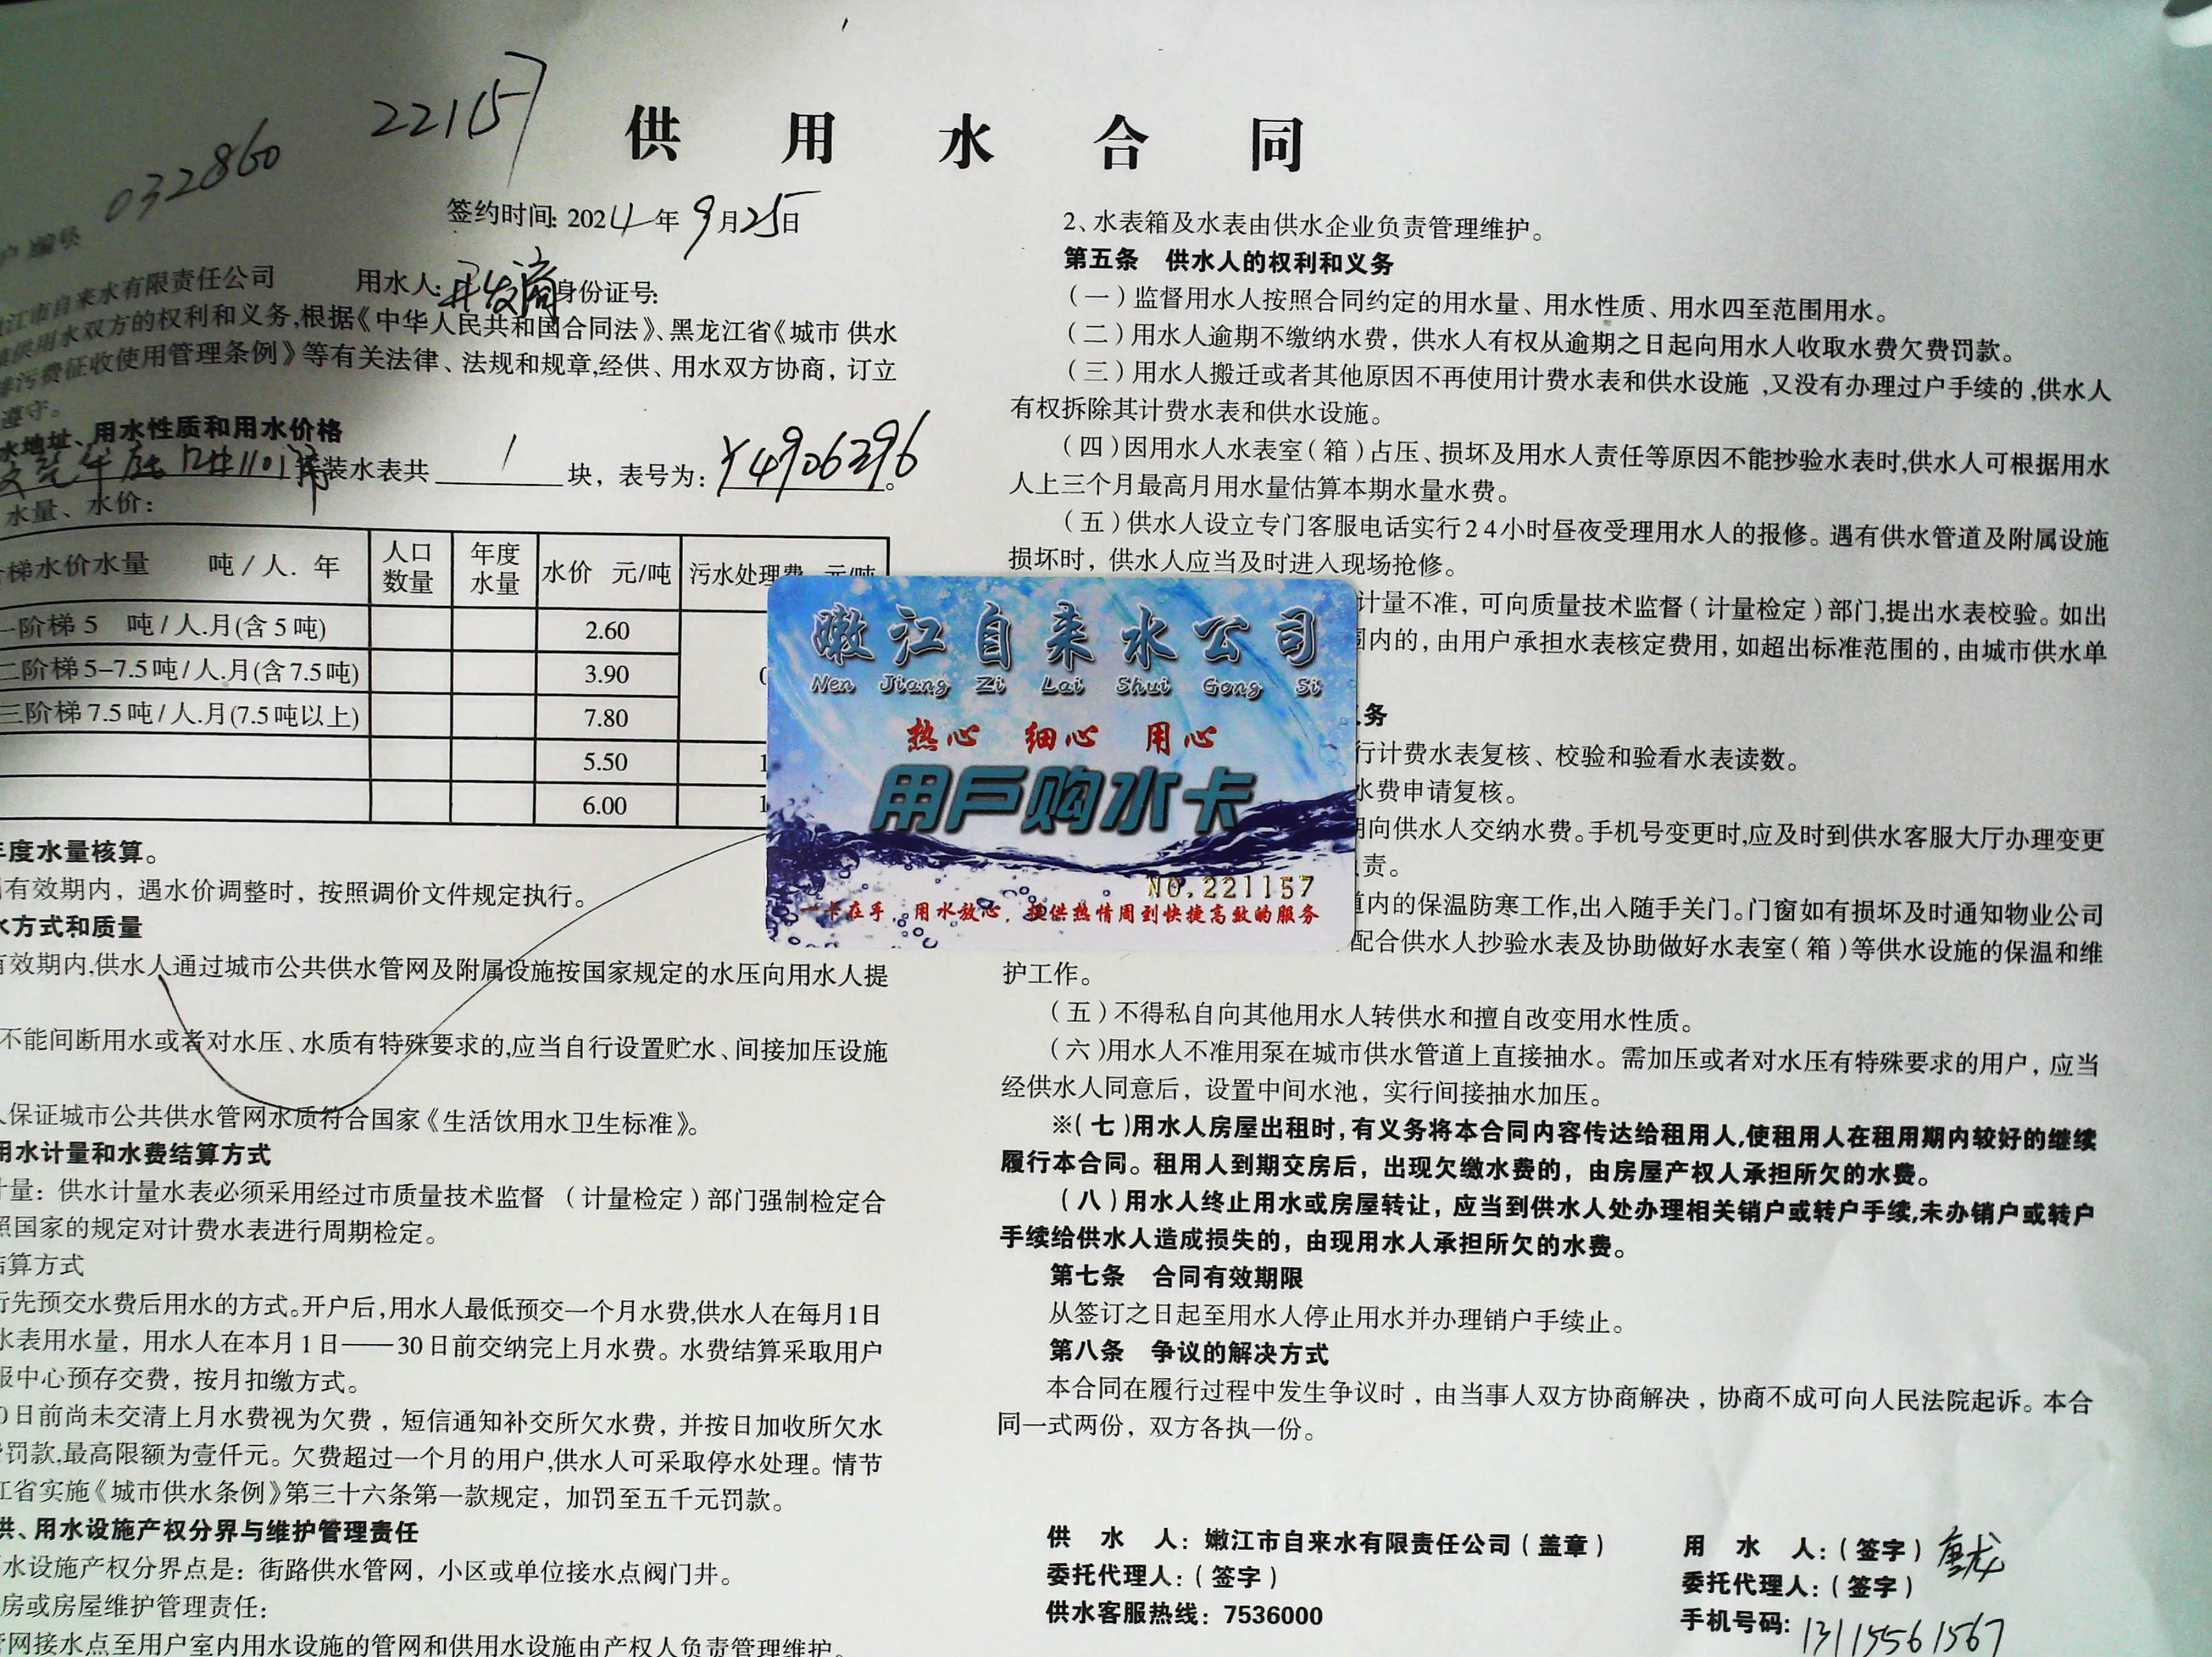 221157
032860
供用水合同
签约时间:2024年9月25日
户编号
江市自来水有限责任公司 用水人:开发商身份证号:
供用水双方的权利和义务,根据《中华人民共和国合同法》、黑龙江省《城市 供水
排污费征收使用管理条例》等有关法律、法规和规章,经供、用水双方协商,订立
遵守。
水地址、用水性质和用水价格
装水表共 1 块,表号为:Y4906296。
水量、水价:
梯水价水量 吨/人. 年 人口数量 年度水量 水价 元/吨 污水处理费 元/吨
一阶梯 5 吨/人.月(含 5 吨) 2.60
二阶梯 5-7.5 吨/人.月(含 7.5 吨) 3.90
三阶梯 7.5 吨/人.月(7.5 吨以上) 7.80
5.50 1
6.00 1
年度水量核算。
有效期内,遇水价调整时,按照调价文件规定执行。
水方式和质量
有效期内,供水人通过城市公共供水管网及附属设施按国家规定的水压向用水人提
不能间断用水或者对水压、水质有特殊要求的,应当自行设置贮水、间接加压设施
人保证城市公共供水管网水质符合国家《生活饮用水卫生标准》。
用水计量和水费结算方式
计量:供水计量水表必须采用经过市质量技术监督 (计量检定)部门强制检定合
照国家的规定对计费水表进行周期检定。
结算方式
行先预交水费后用水的方式。开户后,用水人最低预交一个月水费,供水人在每月1日
水表用水量,用水人在本月1日——30日前交纳完上月水费。水费结算采取用户
服中心预存交费,按月扣缴方式。
0日前尚未交清上月水费视为欠费,短信通知补交所欠水费,并按日加收所欠水
罚款,最高限额为壹仟元。欠费超过一个月的用户,供水人可采取停水处理。情节
江省实施《城市供水条例》第三十六条第一款规定,加罚至五千元罚款。
供、用水设施产权分界与维护管理责任
水设施产权分界点是:街路供水管网,小区或单位接水点阀门井。
房或房屋维护管理责任:
管网接水点至用户室内用水设施的管网和供用水设施由产权人负责管理维护。
2、水表箱及水表由供水企业负责管理维护。
第五条 供水人的权利和义务
(一)监督用水人按照合同约定的用水量、用水性质、用水四至范围用水。
(二)用水人逾期不缴纳水费,供水人有权从逾期之日起向用水人收取水费欠费罚款。
(三)用水人搬迁或者其他原因不再使用计费水表和供水设施,又没有办理过户手续的,供水人
有权拆除其计费水表和供水设施。
(四)因用水人水表室(箱)占压、损坏及用水人责任等原因不能抄验水表时,供水人可根据用水
人上三个月最高月用水量估算本期水量水费。
(五)供水人设立专门客服电话实行24小时昼夜受理用水人的报修。遇有供水管道及附属设施
损坏时,供水人应当及时进入现场抢修。
计量不准,可向质量技术监督(计量检定)部门,提出水表校验。如出
围内的,由用户承担水表核定费用,如超出标准范围的,由城市供水单
义务
行计费水表复核、校验和验看水表读数。
水费申请复核。
期向供水人交纳水费。手机号变更时,应及时到供水客服大厅办理变更
责。
道内的保温防寒工作,出入随手关门。门窗如有损坏及时通知物业公司
配合供水人抄验水表及协助做好水表室(箱)等供水设施的保温和维
护工作。
(五)不得私自向其他用水人转供水和擅自改变用水性质。
(六)用水人不准用泵在城市供水管道上直接抽水。需加压或者对水压有特殊要求的用户,应当
经供水人同意后,设置中间水池,实行间接抽水加压。
※(七)用水人房屋出租时,有义务将本合同内容传达给租用人,使租用人在租用期内较好的继续
履行本合同。租用人到期交房后,出现欠缴水费的,由房屋产权人承担所欠的水费。
(八)用水人终止用水或房屋转让,应当到供水人处办理相关销户或转户手续,未办销户或转户
手续给供水人造成损失的,由现用水人承担所欠的水费。
第七条 合同有效期限
从签订之日起至用水人停止用水并办理销户手续止。
第八条 争议的解决方式
本合同在履行过程中发生争议时,由当事人双方协商解决,协商不成可向人民法院起诉。本合
同一式两份,双方各执一份。
供 水 人:嫩江市自来水有限责任公司(盖章)
委托代理人:(签字)
供水客服热线:7536000
用 水 人:(签字)
委托代理人:(签字)
手机号码:13115561567
嫩江自来水公司
Nen Jiang Zi Lai Shui Gong Si
热心 细心 用心
用戶购水卡
NO.221157
一卡在手,用水放心,提供热情周到快捷高效的服务